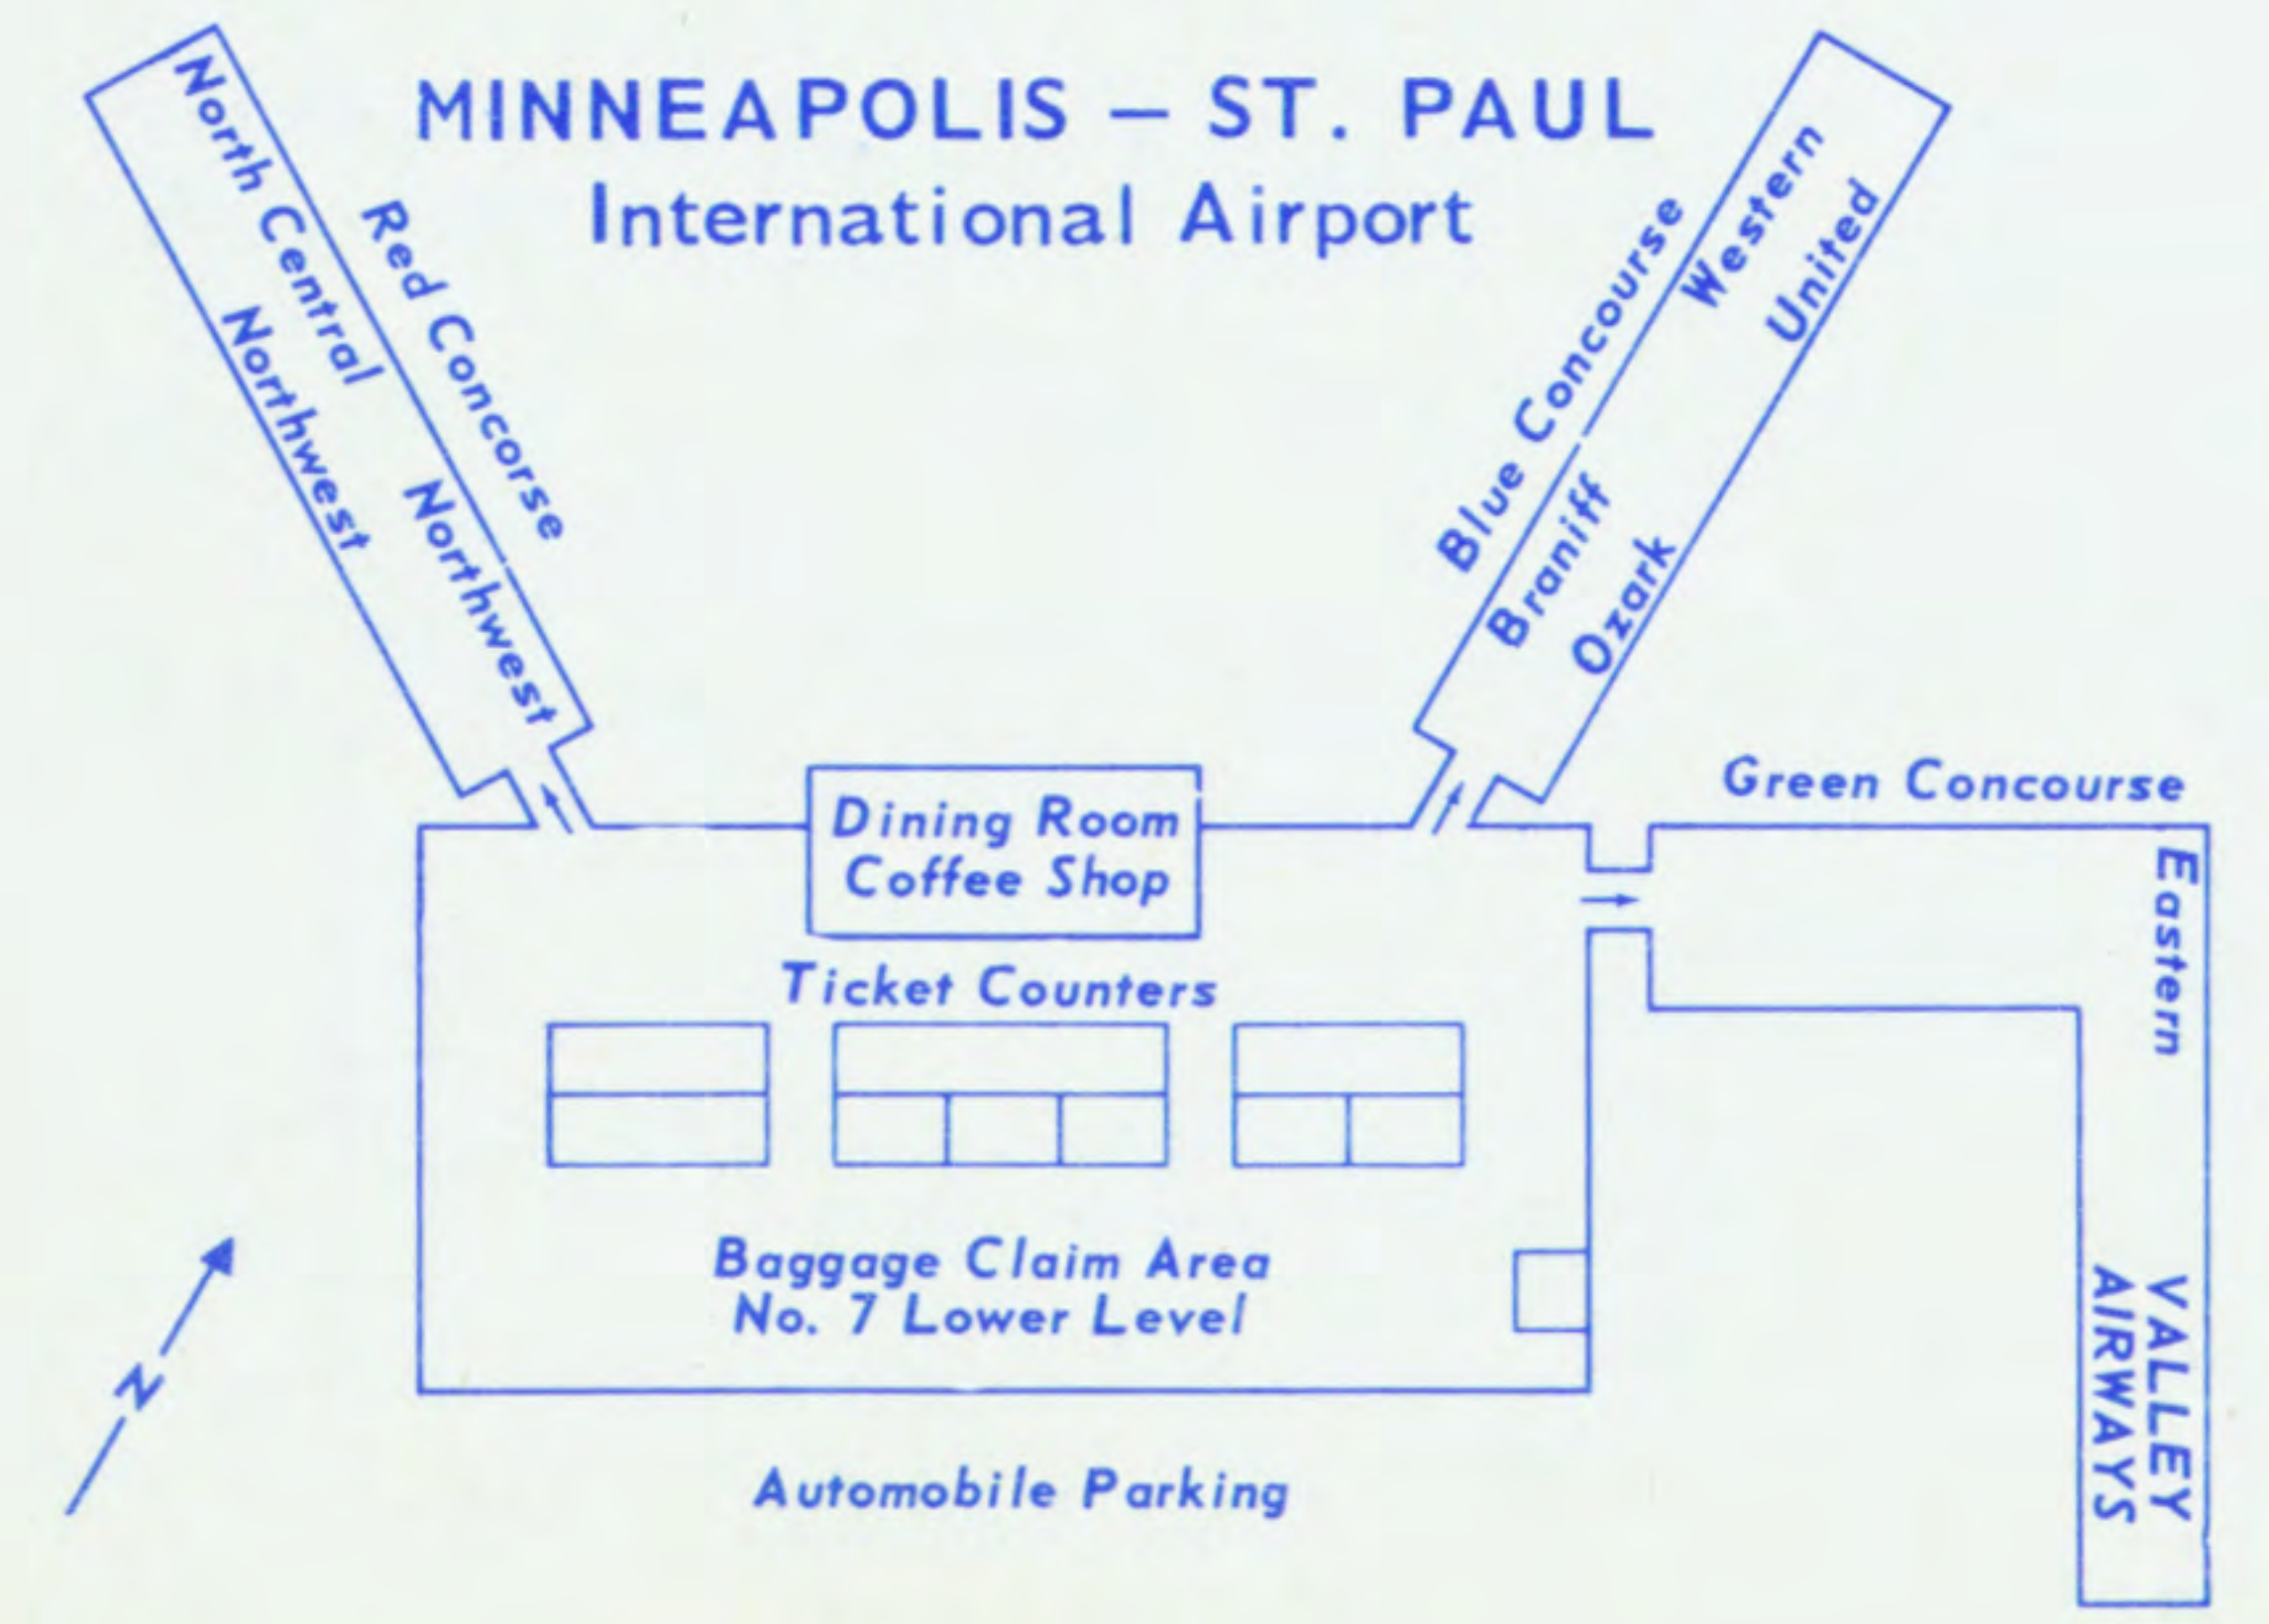 MINNEAPOLIS — ST. PAUL
International Airport
North Central
Northwest
Northwest
Red Concorse
Blue Concourse
Western
United
Braniff
Ozark
Green Concourse
Eastern
VALLEY
AIRWAYS
Dining Room
Coffee Shop
Ticket Counters
Baggage Claim Area
No. 7 Lower Level
Automobile Parking
N